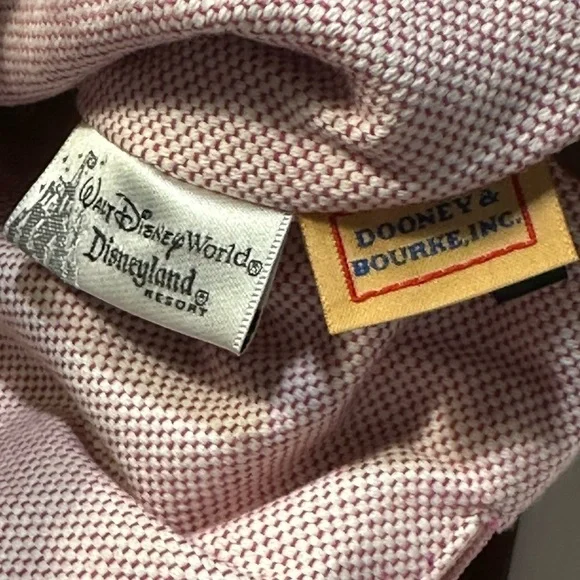 Walt Disney World®
Disneyland®
RESORT
DOONEY &
BOURKE, INC.